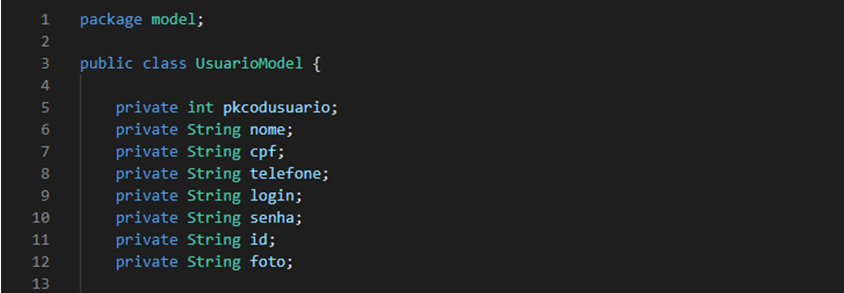 1 package model;
2
3 public class UsuarioModel {
4
5 private int pkcodusuario;
6 private String nome;
7 private String cpf;
8 private String telefone;
9 private String login;
10 private String senha;
11 private String id;
12 private String foto;
13